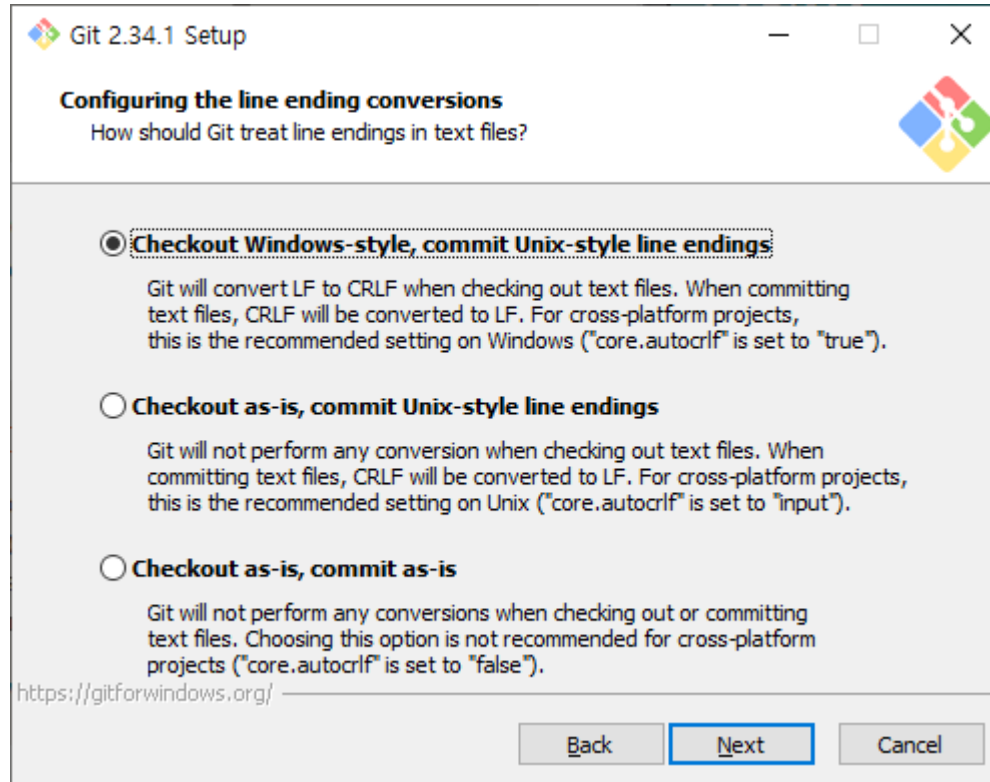 Git 2.34.1 Setup
Configuring the line ending conversions
How should Git treat line endings in text files?
Checkout Windows-style, commit Unix-style line endings
Git will convert LF to CRLF when checking out text files. When committing
text files, CRLF will be converted to LF. For cross-platform projects,
this is the recommended setting on Windows ("core.autocrlf" is set to "true").
Checkout as-is, commit Unix-style line endings
Git will not perform any conversion when checking out text files. When
committing text files, CRLF will be converted to LF. For cross-platform projects,
this is the recommended setting on Unix ("core.autocrlf" is set to "input").
Checkout as-is, commit as-is
Git will not perform any conversions when checking out or committing
text files. Choosing this option is not recommended for cross-platform
projects ("core.autocrlf" is set to "false").
https://gitforwindows.org/
Back Next Cancel